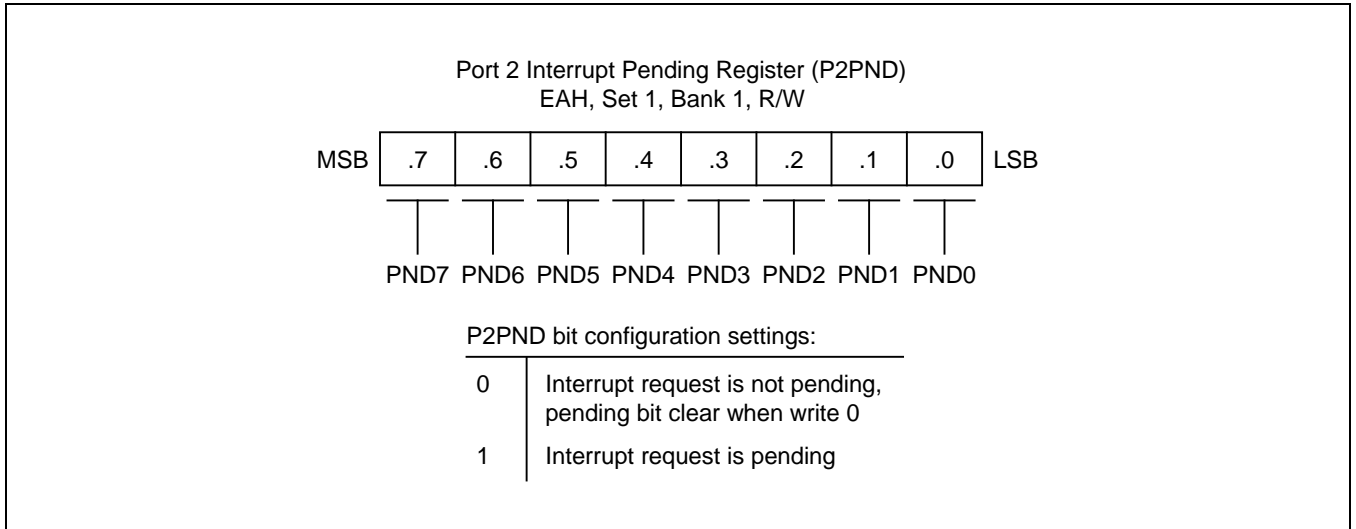 Port 2 Interrupt Pending Register (P2PND)
EAH, Set 1, Bank 1, R/W
MSB .7 .6 .5 .4 .3 .2 .1 .0 LSB
PND7 PND6 PND5 PND4 PND3 PND2 PND1 PND0
P2PND bit configuration settings:
0 Interrupt request is not pending,
pending bit clear when write 0
1 Interrupt request is pending